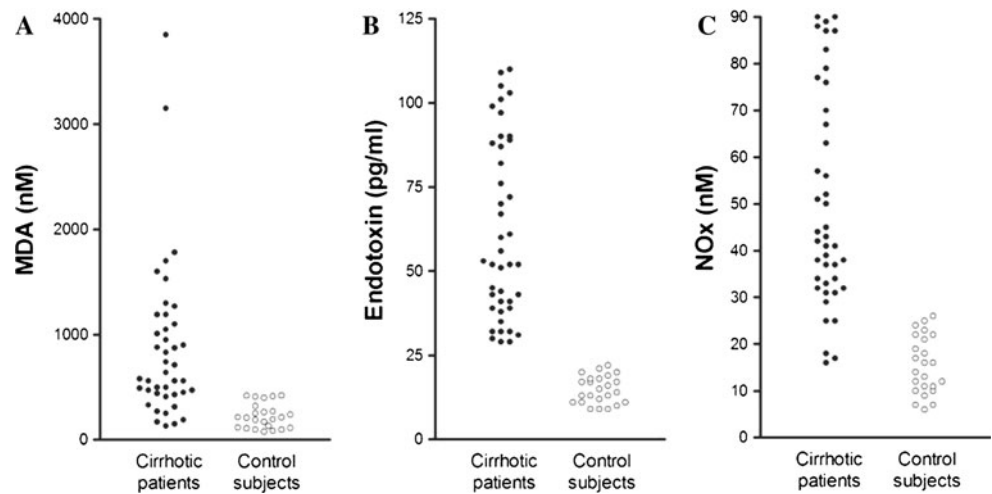 A
MDA (nM)
4000
3000
2000
1000
0
Cirrhotic
patients
Control
subjects
B
Endotoxin (pg/ml)
125
100
75
50
25
0
Cirrhotic
patients
Control
subjects
C
NOx (nM)
90
80
70
60
50
40
30
20
10
0
Cirrhotic
patients
Control
subjects